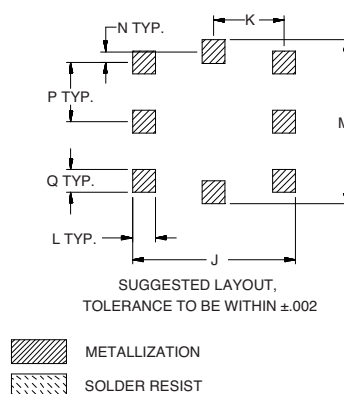 N TYP.
K
P TYP.
M
Q TYP.
L TYP.
J
SUGGESTED LAYOUT,
TOLERANCE TO BE WITHIN ±.002
METALLIZATION
SOLDER RESIST